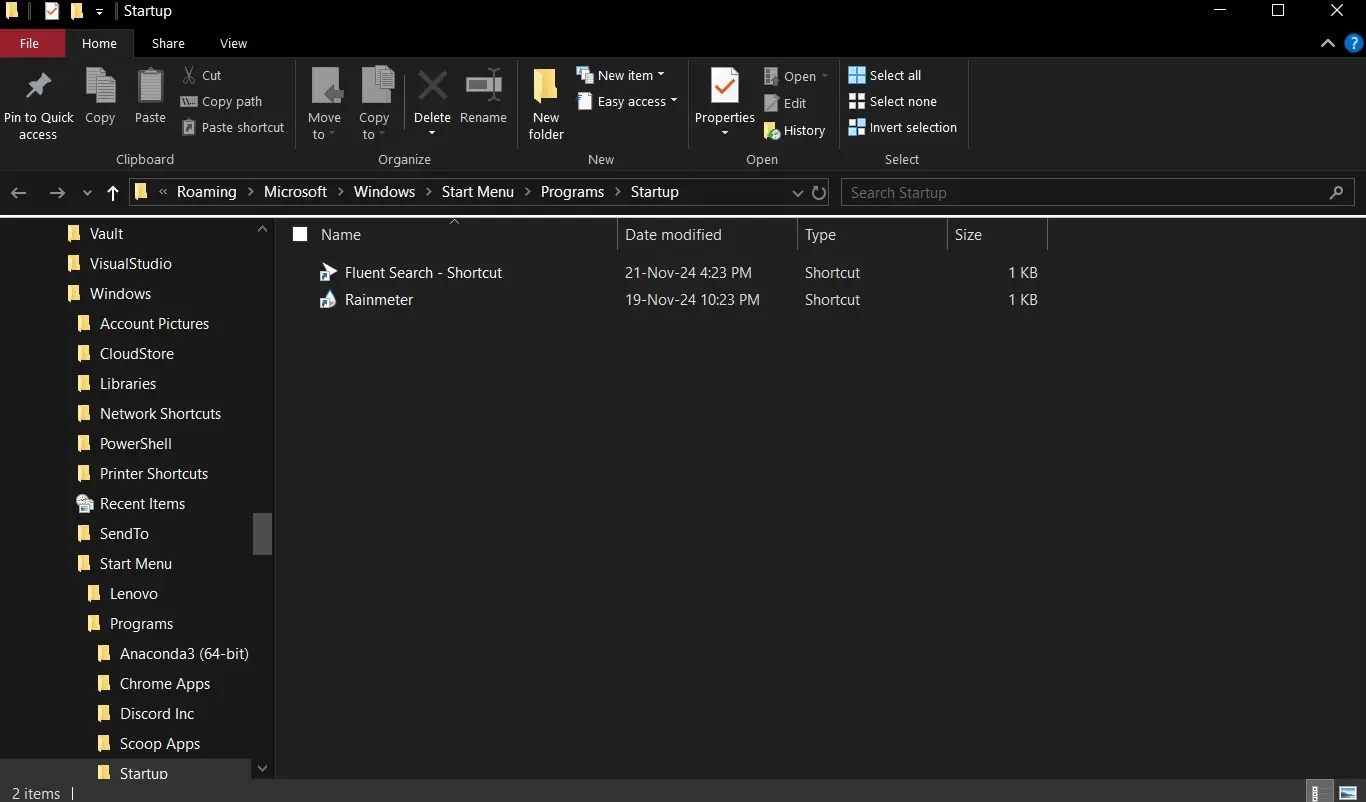 Startup
File Home Share View
Pin to Quick access
Copy
Paste
Cut
Copy path
Paste shortcut
Clipboard
Move to
Copy to
Delete
Rename
Organize
New folder
New item
Easy access
New
Properties
Open
Edit
History
Open
Select all
Select none
Invert selection
Select
« Roaming > Microsoft > Windows > Start Menu > Programs > Startup
Search Startup
Vault
VisualStudio
Windows
Account Pictures
CloudStore
Libraries
Network Shortcuts
PowerShell
Printer Shortcuts
Recent Items
SendTo
Start Menu
Lenovo
Programs
Anaconda3 (64-bit)
Chrome Apps
Discord Inc
Scoop Apps
Startup
Name Date modified Type Size
Fluent Search - Shortcut 21-Nov-24 4:23 PM Shortcut 1 KB
Rainmeter 19-Nov-24 10:23 PM Shortcut 1 KB
2 items